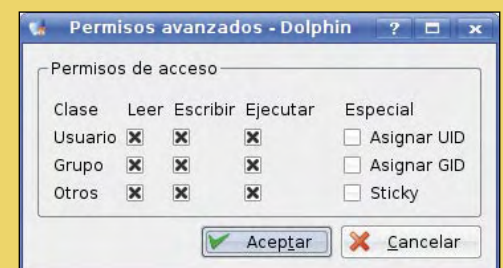 Permisos avanzados - Dolphin ?
Permisos de acceso
Clase Leer Escribir Ejecutar Especial
Usuario Asignar UID
Grupo Asignar GID
Otros Sticky
Aceptar Cancelar